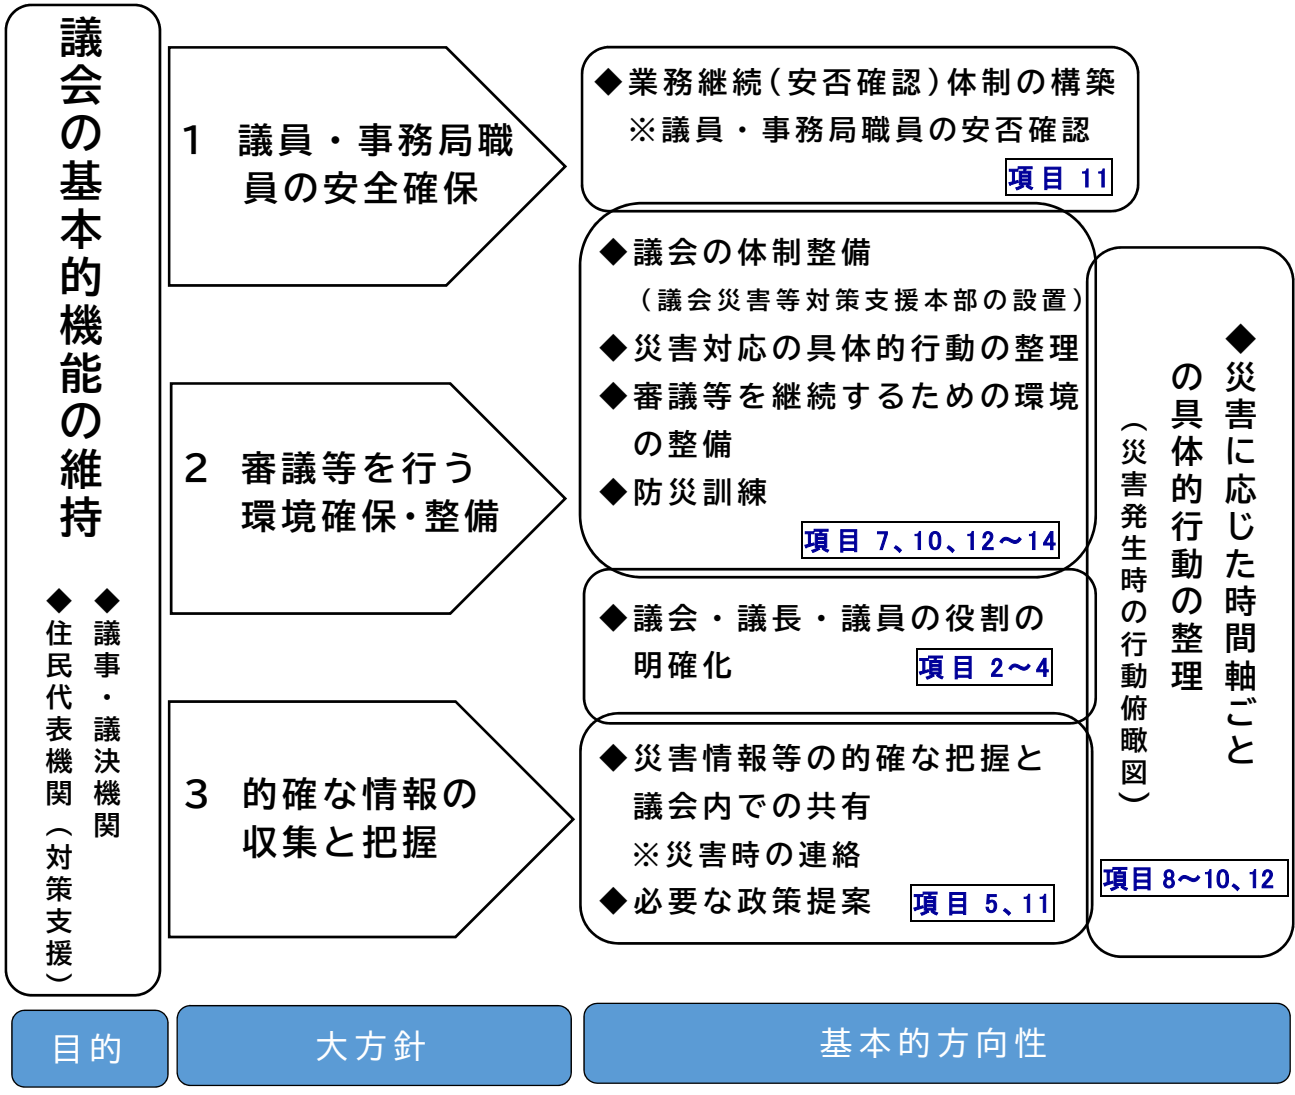 議会の基本的機能の維持
◆議事・議決機関
◆住民代表機関（対策支援）
1　議員・事務局職
員の安全確保
2　審議等を行う
環境確保・整備
3　的確な情報の
収集と把握
◆業務継続（安否確認）体制の構築
※議員・事務局職員の安否確認
項目 11
◆議会の体制整備
（議会災害等対策支援本部の設置）
◆災害対応の具体的行動の整理
◆審議等を継続するための環境
の整備
◆防災訓練
項目 7、10、12～14
◆議会・議長・議員の役割の
明確化
項目 2～4
◆災害情報等の的確な把握と
議会内での共有
※災害時の連絡
◆必要な政策提案
項目 5、11
◆災害に応じた時間軸ごと
の具体的行動の整理
（災害発生時の行動俯瞰図）
項目 8～10、12
目的
大方針
基本的方向性